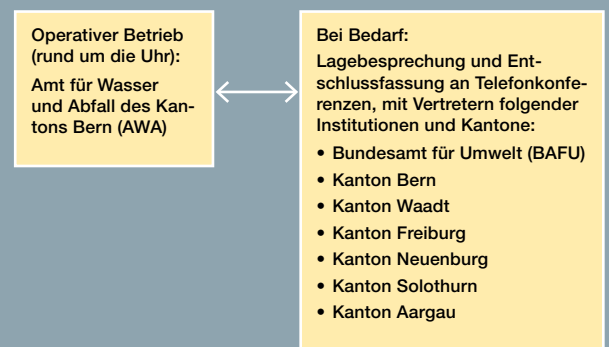 Operativer Betrieb
(rund um die Uhr):
Amt für Wasser
und Abfall des Kan-
tons Bern (AWA)
Bei Bedarf:
Lagebesprechung und Ent-
schlussfassung an Telefonkonfe-
renzen, mit Vertretern folgender
Institutionen und Kantone:
• Bundesamt für Umwelt (BAFU)
• Kanton Bern
• Kanton Waadt
• Kanton Freiburg
• Kanton Neuenburg
• Kanton Solothurn
• Kanton Aargau